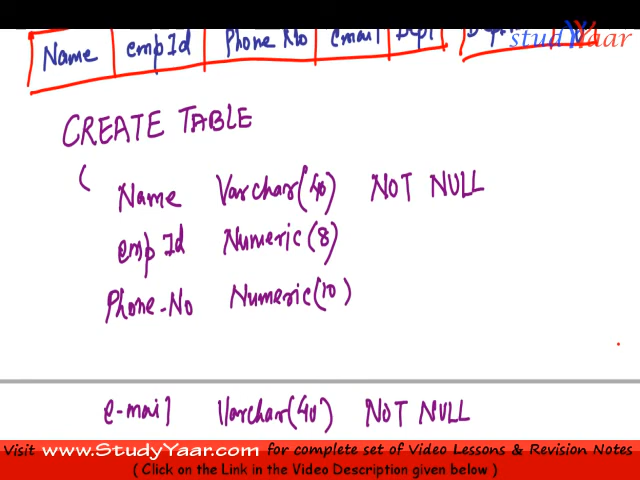 Name empId Phone No email Dept
studYYaar
CREATE TABLE
(
Name Varchar(40) NOT NULL
empId Numeric(8)
Phone-No Numeric(10)
e-mail Varchar(40) NOT NULL
Visit www.StudyYaar.com for complete set of Video Lessons & Revision Notes
( Click on the Link in the Video Description given below )